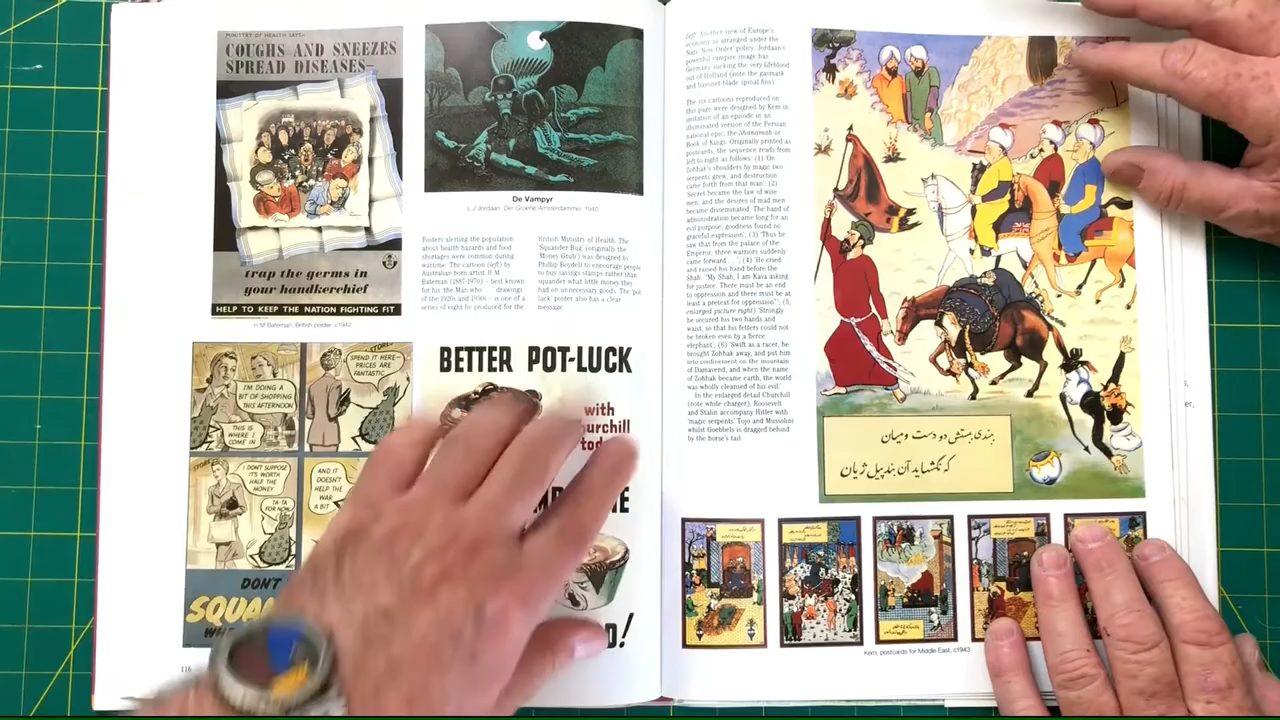 MINISTRY OF HEALTH SAYS-
COUGHS AND SNEEZES
SPREAD DISEASES-
trap the germs in
your handkerchief
HELP TO KEEP THE NATION FIGHTING FIT
H M Bateman, British poster, c1942
De Vampyr
L J Jordaan, De Groene Amsterdammer, 1940
Posters alerting the population
about health hazards and food
shortages were common during
wartime. The cartoon (left) by
Australian-born artist H M
Bateman (1887-1970) – best known
for his 'the Man who . . .' drawings
of the 1920s and 1930s – is one of a
series of eight he produced for the
British Ministry of Health. The
'Squander Bug' (originally the
'Money Grub') was designed by
Phillip Boydell to encourage people
to buy savings stamps rather than
squander what little money they
had on unnecessary goods. The 'pot
luck' poster also has a clear
message.
I'M DOING A
BIT OF SHOPPING
THIS AFTERNOON
THIS IS
WHERE I
COME IN
STORES
SPEND IT HERE-
PRICES ARE
FANTASTIC
STORES
I DON'T SUPPOSE
IT'S WORTH
HALF THE
MONEY
TA-TA
FOR NOW
AND IT
DOESN'T
HELP THE
WAR
A BIT
DON'T
SQUA
BETTER POT-LUCK
with
urchill
tod
D!
116
left Another view of Europe's
economy as arranged under the
Nazi 'New Order' policy. Jordaan's
powerful vampire image has
Germany sucking the very lifeblood
out of Holland (note the gasmask
and bayonet-blade spinal fins).
The six cartoons reproduced on
this page were designed by Kem in
imitation of an episode in an
illuminated version of the Persian
national epic, the Shanamah or
Book of Kings. Originally printed as
postcards, the sequence reads from
left to right as follows: (1) 'On
Zohhak's shoulders by magic two
serpents grew, and destruction
came forth from that man'; (2)
'Secret became the law of wise
men, and the desires of mad men
became disseminated. The hand of
administration became long for an
evil purpose, goodness found no
graceful expression'; (3) 'Thus he
saw that from the palace of the
Emperor, three warriors suddenly
came forward . . .'; (4) 'He cried
and raised his hand before the
Shah. "My Shah, I am Kava asking
for justice. There must be an end
to oppression and there must be at
least a pretext for oppression"'; (5,
enlarged picture right) 'Strongly
he secured his two hands and
waist, so that his fetters could not
be broken even by a fierce
elephant'; (6) 'Swift as a racer, he
brought Zohhak away, and put him
into confinement on the mountain
of Damavend, and when the name
of Zohhak became earth, the world
was wholly cleansed of his evil.'
In the enlarged detail Churchill
(note white charger), Roosevelt
and Stalin accompany Hitler with
'magic serpents' Tojo and Mussolini
whilst Goebbels is dragged behind
by the horse's tail
ببندی ببستش دو دست و میان
که نگشاید آن بند پیل ژیان
Kem, postcards for Middle East, c1943